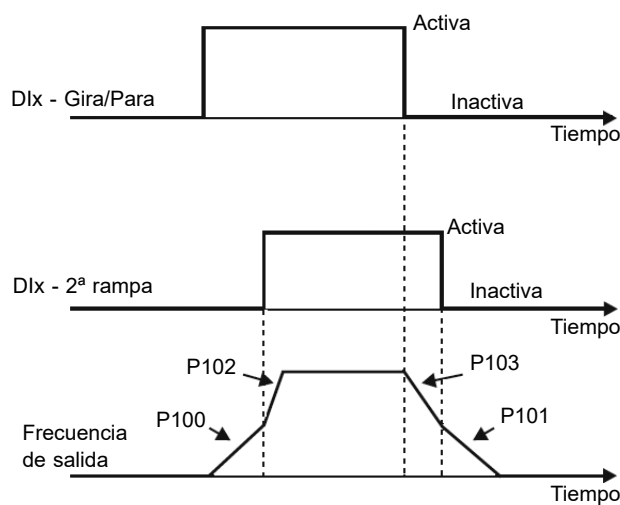 Activa
DIx - Gira/Para
Inactiva
Tiempo
Activa
DIx - 2ª rampa
Inactiva
Tiempo
P102
P103
P100
P101
Frecuencia
de salida
Tiempo